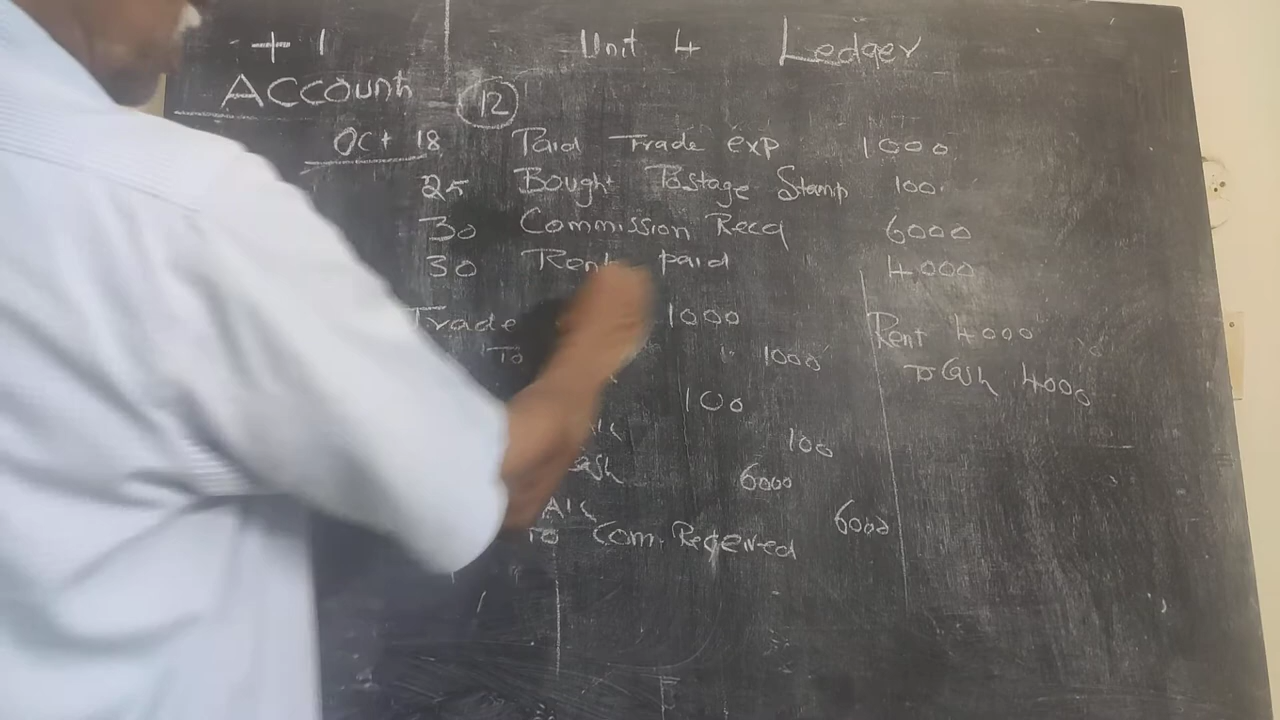 + 1 Unit 4 Ledger
Account 12
Oct 18 Paid Trade exp 1000
25 Bought Postage Stamp 100
30 Commission Recd 6000
30 Rent paid 4000
Trade 1000
To 1000
100
A/c 100
Cash 6000
A/c 6000
To Com. Received
Rent 4000
To Cash 4000